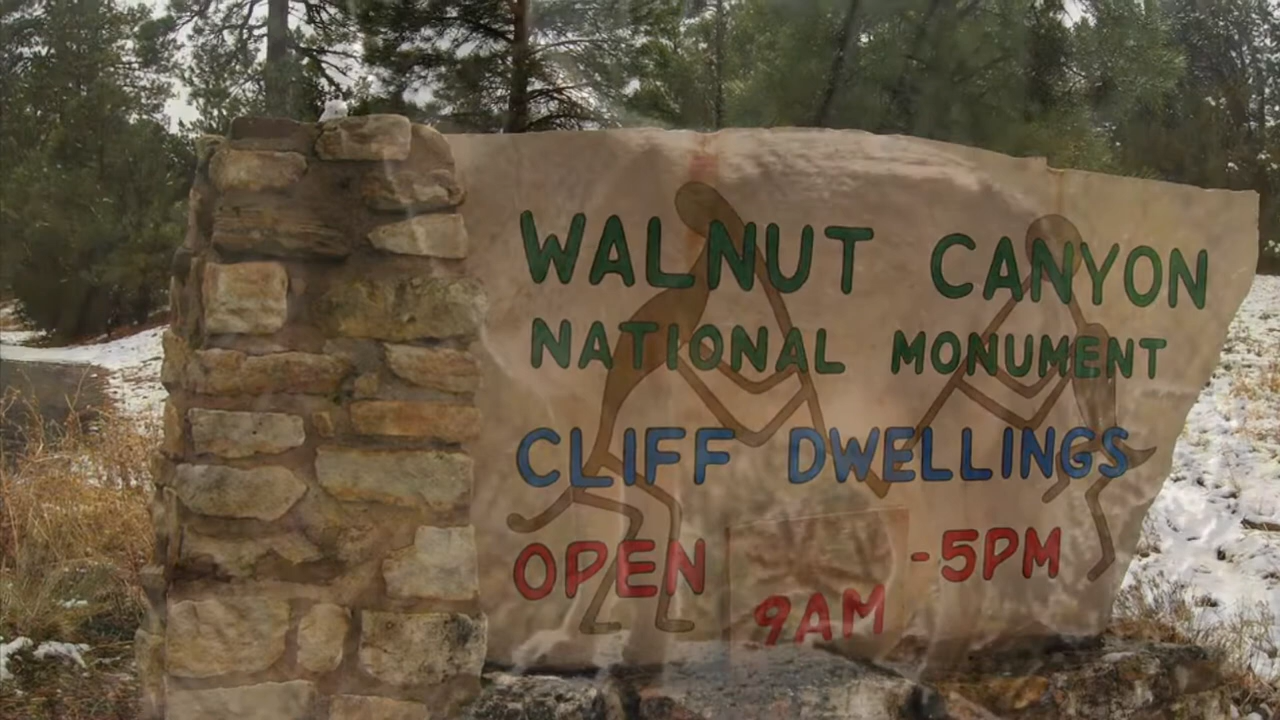 WALNUT CANYON
NATIONAL MONUMENT
CLIFF DWELLINGS
OPEN 9AM -5PM